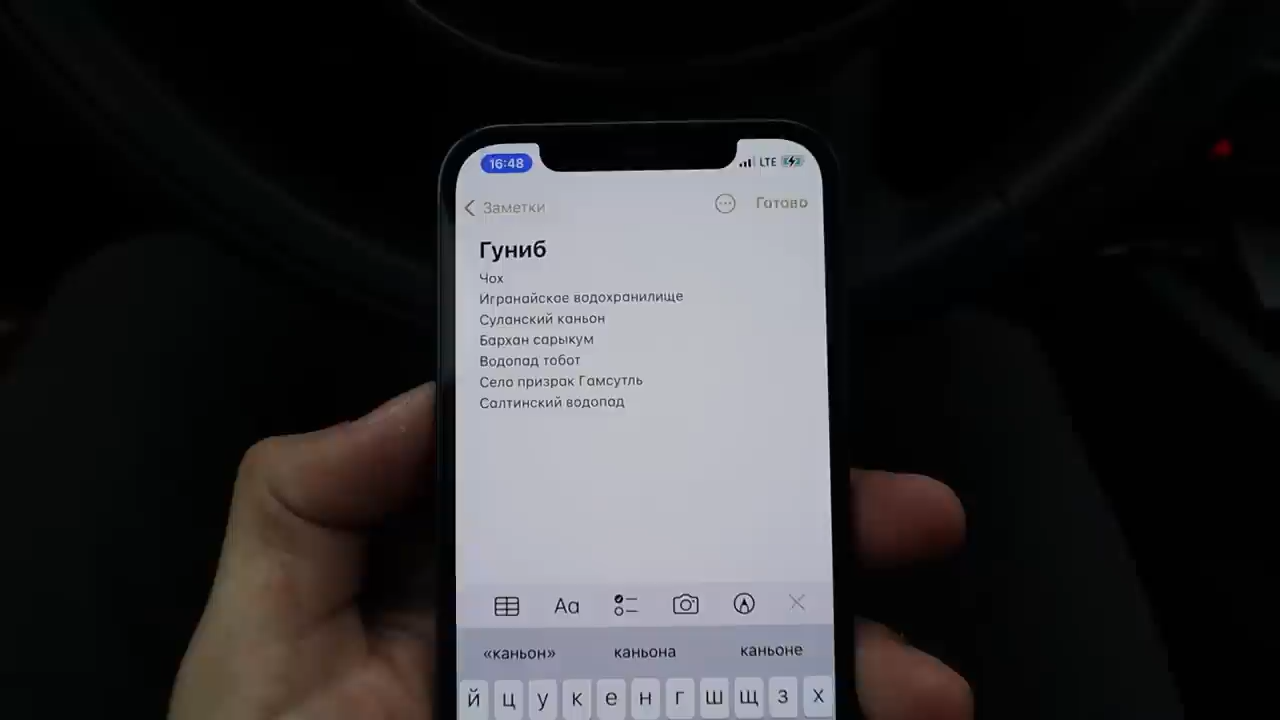 16:48
LTE
Заметки
Готово
Гуниб
Чох
Игранайское водохранилище
Суланский каньон
Бархан сарыкум
Водопад тобот
Село призрак Гамсутль
Салтинский водопад
Aa
«каньон» каньона каньоне
й ц у к е н г ш щ з х